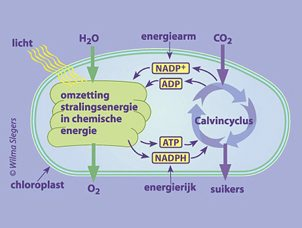 licht
H₂O
energiearm
CO₂
NADP⁺
ADP
omzetting
stralingsenergie
in chemische
energie
Calvincyclus
ATP
NADPH
chloroplast
O₂
energierijk
suikers
© Wilma Slegers